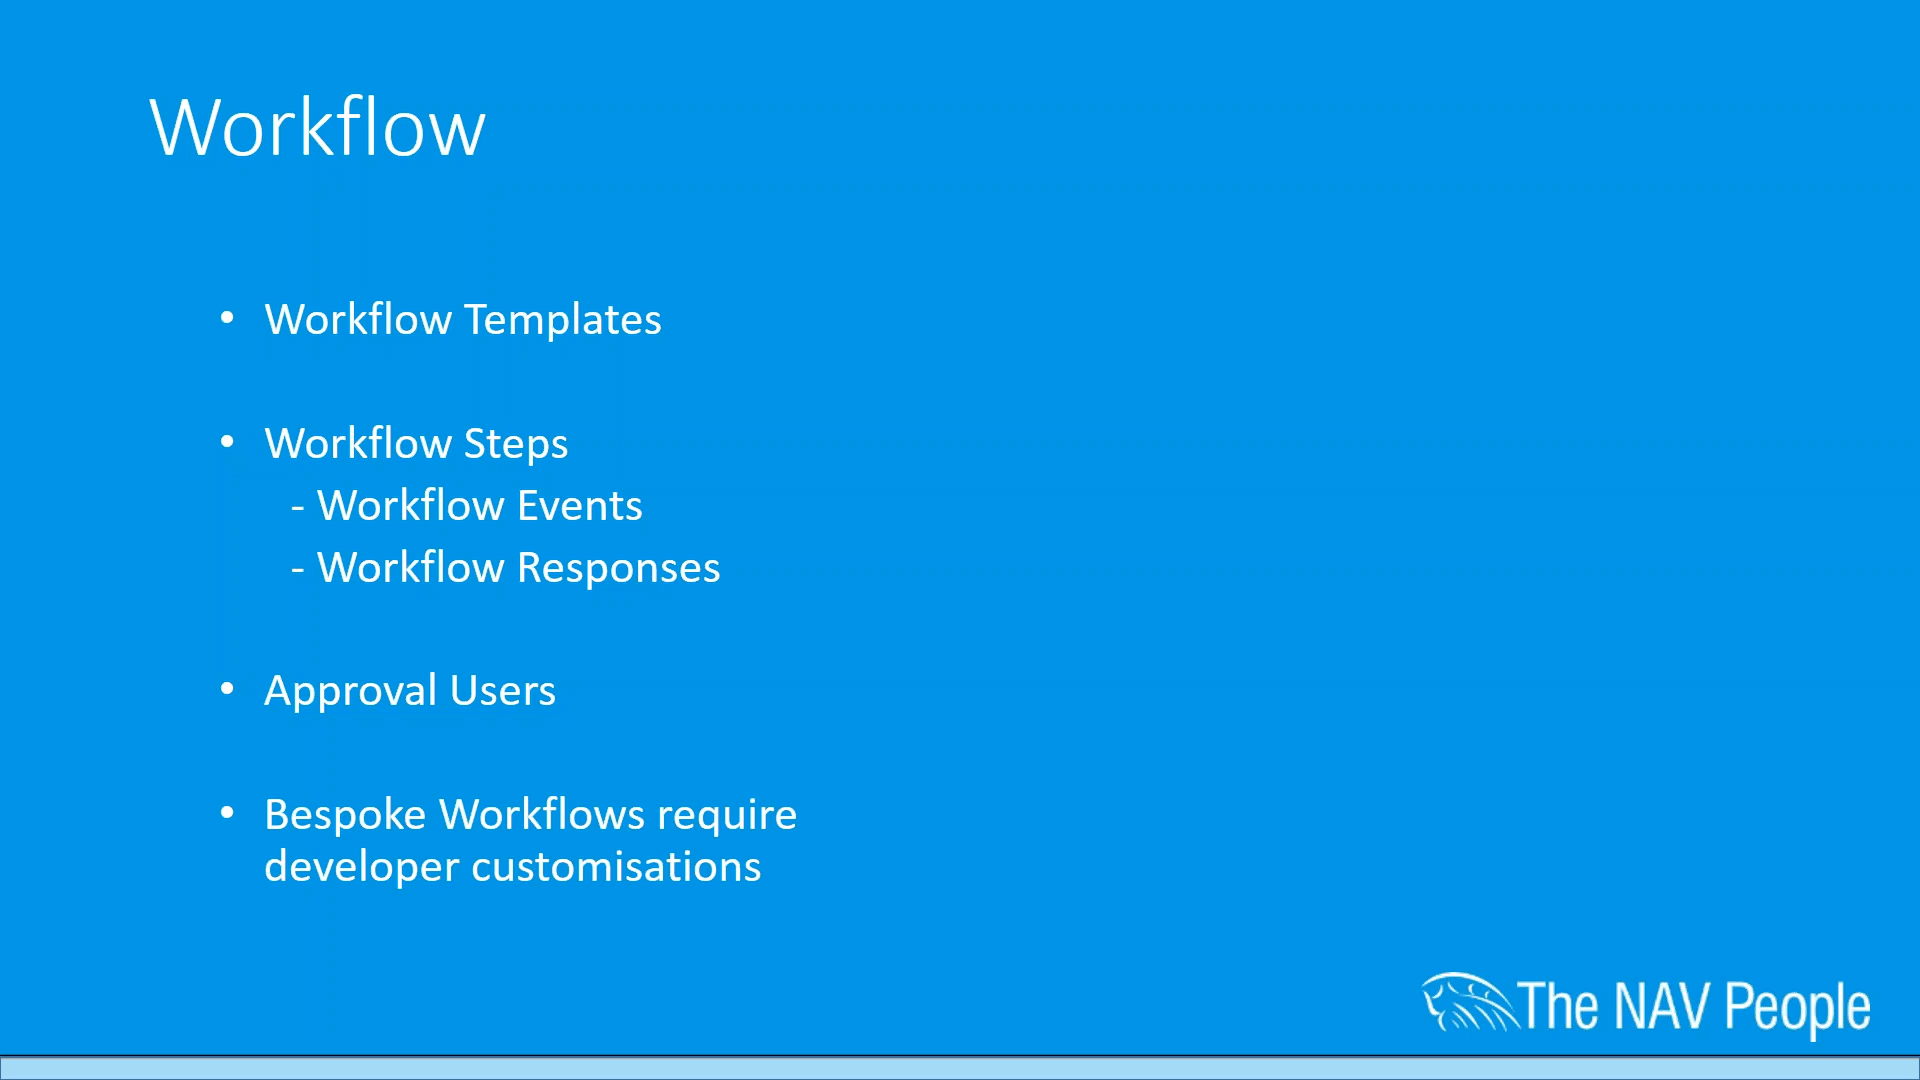 Workflow
• Workflow Templates
• Workflow Steps
- Workflow Events
- Workflow Responses
• Approval Users
• Bespoke Workflows require
developer customisations
The NAV People